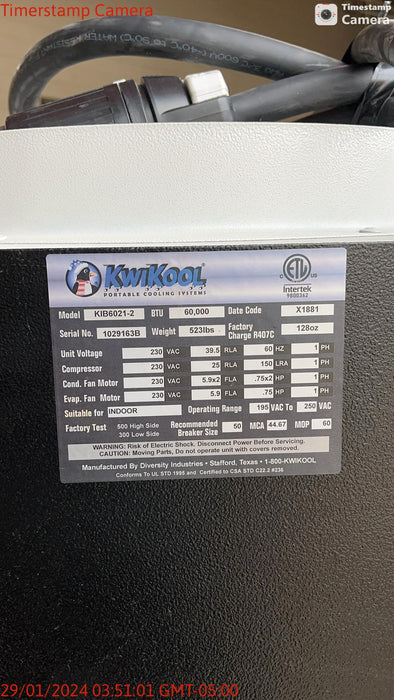 Timerstamp Camera
Timestamp
Camera
KWIKOOL
PORTABLE COOLING SYSTEMS
ETL
C US
Intertek
9800362
Model KIB6021-2 BTU 60,000 Date Code X1881
Serial No. 1029163B Weight 523lbs Factory Charge R407C 128oz
Unit Voltage 230 VAC 39.5 RLA 60 HZ 1 PH
Compressor 230 VAC 25 RLA 150 LRA 1 PH
Cond. Fan Motor 230 VAC 5.9x2 FLA .75x2 HP 1 PH
Evap. Fan Motor 230 VAC 5.9 FLA .75 HP 1 PH
Suitable for INDOOR Operating Range 195 VAC To 250 VAC
Factory Test 500 High Side 300 Low Side Recommended Breaker Size 50 MCA 44.67 MOP 60
WARNING: Risk of Electric Shock. Disconnect Power Before Servicing.
CAUTION: Moving Parts, Do not operate unit with covers removed.
Manufactured By Diversity Industries • Stafford, Texas • 1-800-KWIKOOL
Conforms To UL STD 1995 and Certified to CSA STD C22.2 #236
29/01/2024 03:51:01 GMT-05:00